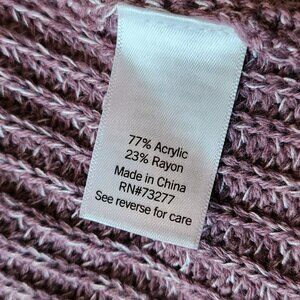 77% Acrylic
23% Rayon
Made in China
RN#73277
See reverse for care